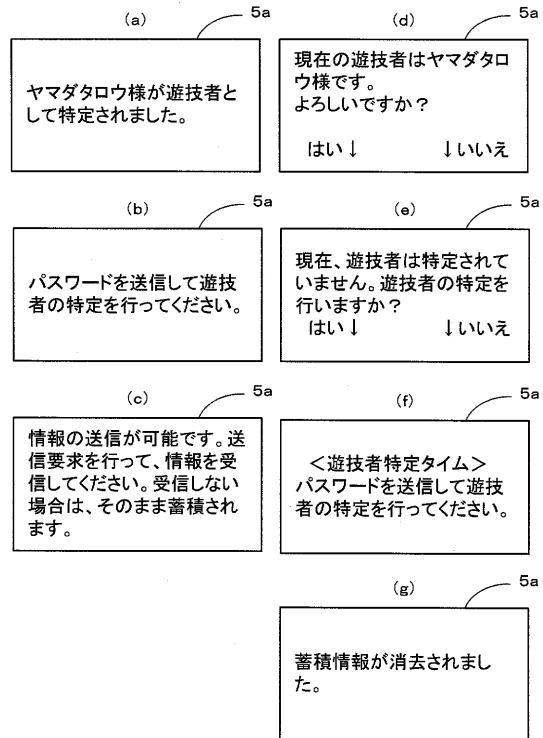 (a)
5a
ヤマダタロウ様が遊技者と
して特定されました。
(b)
5a
パスワードを送信して遊技
者の特定を行ってください。
(c)
5a
情報の送信が可能です。送
信要求を行って、情報を受
信してください。受信しない
場合は、そのまま蓄積され
ます。
(d)
5a
現在の遊技者はヤマダタロ
ウ様です。
よろしいですか？
はい↓ ↓いいえ
(e)
5a
現在、遊技者は特定されて
いません。遊技者の特定を
行いますか？
はい↓ ↓いいえ
(f)
5a
＜遊技者特定タイム＞
パスワードを送信して遊技
者の特定を行ってください。
(g)
5a
蓄積情報が消去されまし
た。